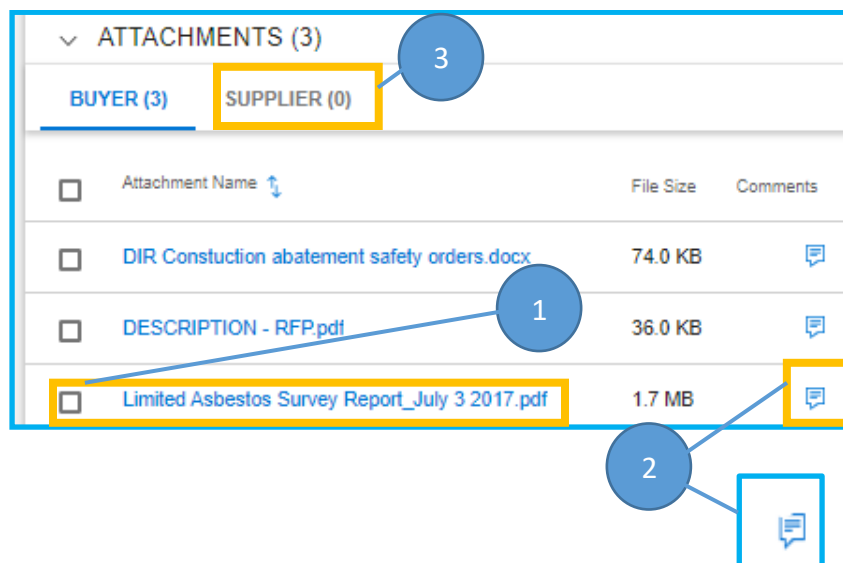 ATTACHMENTS (3)
3
BUYER (3) SUPPLIER (0)
Attachment Name File Size Comments
DIR Constuction abatement safety orders.docx 74.0 KB
1
DESCRIPTION - RFP.pdf 36.0 KB
Limited Asbestos Survey Report_July 3 2017.pdf 1.7 MB
2